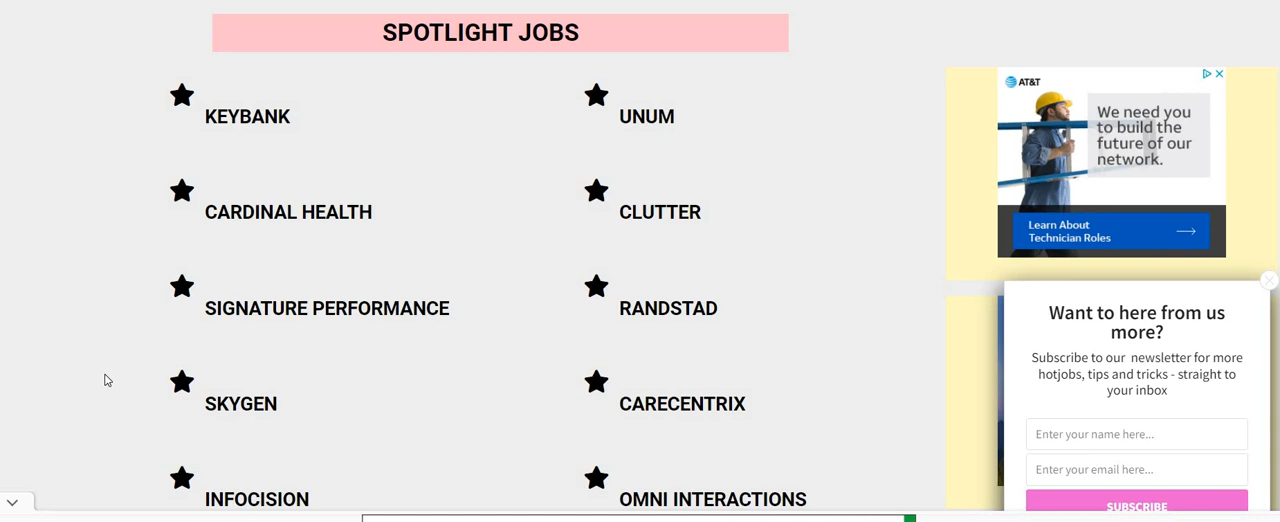 SPOTLIGHT JOBS
KEYBANK
UNUM
CARDINAL HEALTH
CLUTTER
SIGNATURE PERFORMANCE
RANDSTAD
SKYGEN
CARECENTRIX
INFOCISION
OMNI INTERACTIONS
AT&T
We need you
to build the
future of our
network.
Learn About
Technician Roles
Want to here from us
more?
Subscribe to our newsletter for more
hotjobs, tips and tricks - straight to
your inbox
Enter your name here...
Enter your email here...
SUBSCRIBE